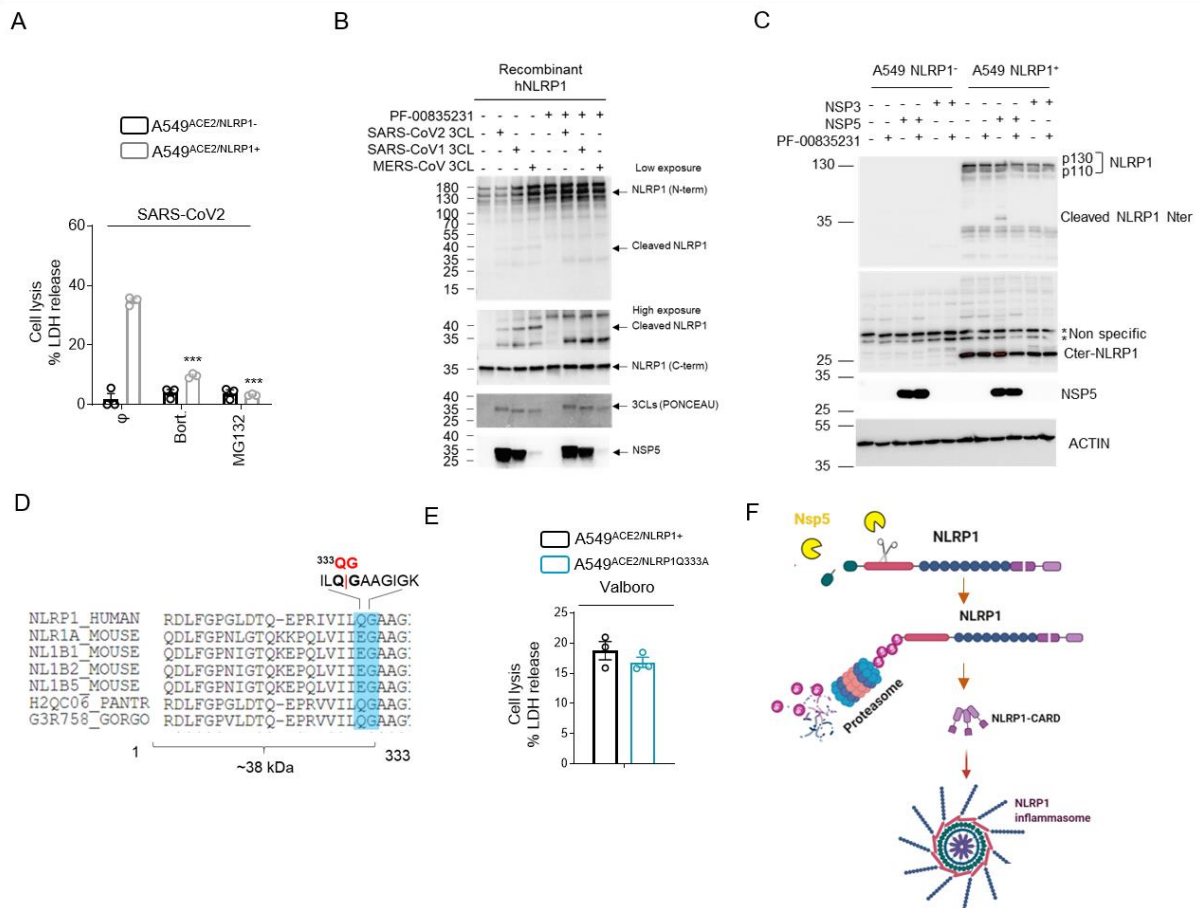 A
A549ACE2/NLRP1-
A549ACE2/NLRP1+
SARS-CoV2
Cell lysis
% LDH release
60
40
20
0
φ
Bort.
MG132
***
***
B
Recombinant
hNLRP1
PF-00835231 - - - - + + + +
SARS-CoV2 3CL - + - - - + - -
SARS-CoV1 3CL - - + - - - + -
MERS-CoV 3CL - - - + - - - +
Low exposure
180
130
100
70
55
40
35
25
15
NLRP1 (N-term)
Cleaved NLRP1
High exposure
40
35
Cleaved NLRP1
35
NLRP1 (C-term)
40
35
25
3CLs (PONCEAU)
40
35
25
NSP5
C
A549 NLRP1-
A549 NLRP1+
NSP3 - - - - + + - - - - + +
NSP5 - - + + - - - - + + - -
PF-00835231 - + - + - + - + - + - +
130
35
p130
p110
NLRP1
Cleaved NLRP1 Nter
*Non specific
*
25
Cter-NLRP1
35
25
NSP5
55
35
ACTIN
D
333QG
ILQ|GAAGIGK
NLRP1_HUMAN RDLFGPGLDTQ-EPRIVILQGAAG
NLR1A_MOUSE QDLFGPNLGTQKKPQLVIIEGAAG
NL1B1_MOUSE QDLFGPNIGTQKEPQLVIIEGAAG
NL1B2_MOUSE QDLFGPNIGTQKEPQLVIIEGAAG
NL1B5_MOUSE QDLFGPNIGTQKEPQLVIIEGAAG
H2QC06_PANTR RDLFGPGLDTQ-EPRVVILQGAAG
G3R758_GORGO RDLFGPVLDTQ-EPRIVILQGAAG
1
333
~38 kDa
E
A549ACE2/NLRP1+
A549ACE2/NLRP1Q333A
Valboro
Cell lysis
% LDH release
25
20
15
10
5
0
F
Nsp5
NLRP1
NLRP1
Proteasome
NLRP1-CARD
NLRP1
inflammasome